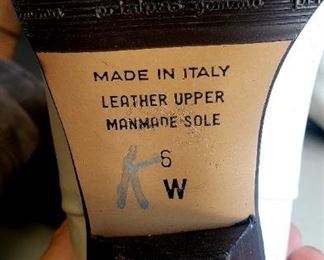 MADE IN ITALY
LEATHER UPPER
MANMADE SOLE
6
W